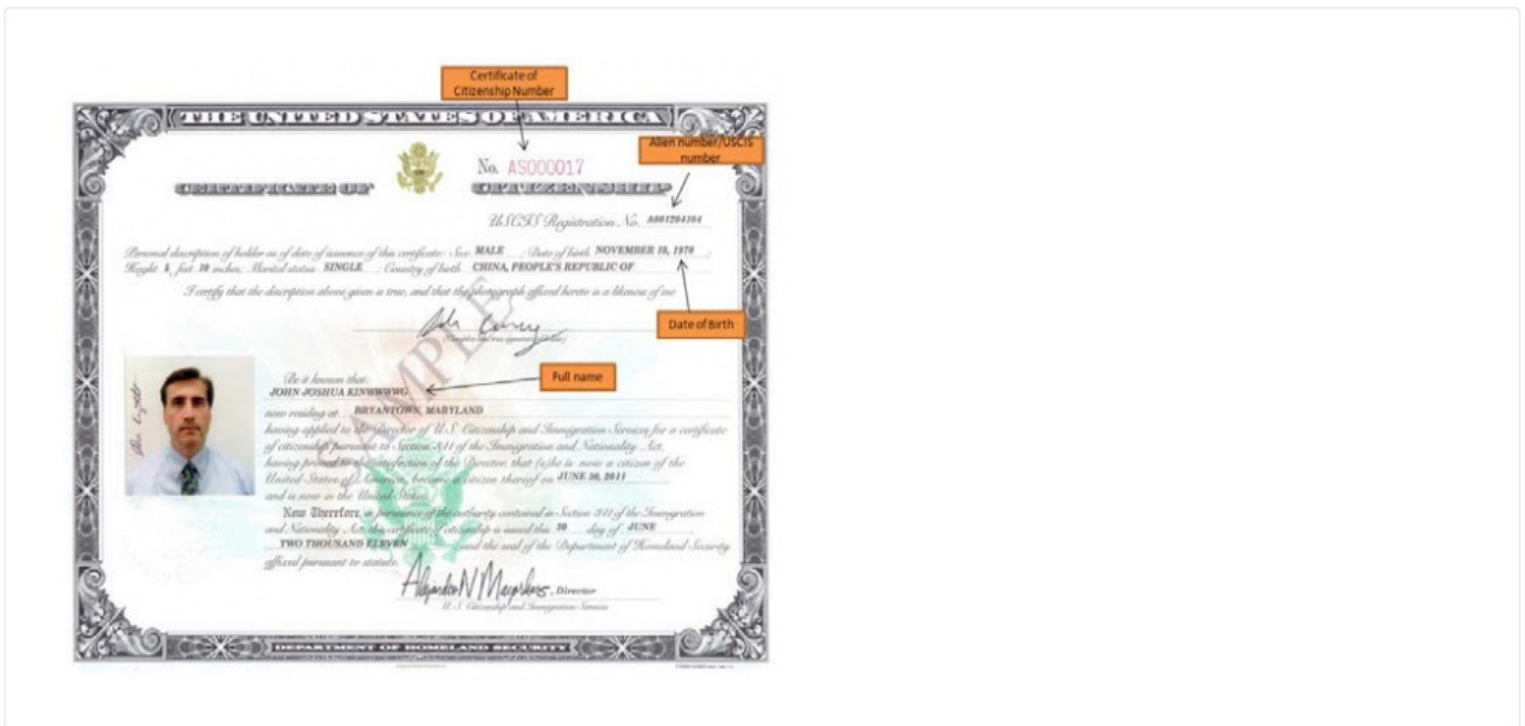 Certificate of
Citizenship Number
THE UNITED STATES OF AMERICA
Alien number/USCIS
number
No. AS000017
CERTIFICATE OF CITIZENSHIP
USCIS Registration No. A001204104
Personal description of holder as of date of issuance of this certificate: Sex MALE ; Date of birth NOVEMBER 10, 1970 ;
Height 5 feet 10 inches; Marital status SINGLE ; Country of birth CHINA, PEOPLE'S REPUBLIC OF
I certify that the description above given is true, and that the photograph affixed hereto is a likeness of me
Date of Birth
(Complete and true signature of holder)
SAMPLE
Full name
Be it known that:
JOHN JOSHUA KINWWWWG
now residing at BRYANTOWN, MARYLAND
having applied to the Director of U.S. Citizenship and Immigration Services for a certificate
of citizenship pursuant to Section 341 of the Immigration and Nationality Act,
having proved to the satisfaction of the Director, that (s)he is now a citizen of the
United States of America, became a citizen thereof on JUNE 30, 2011
and is now in the United States.
Now Therefore, in pursuance of the authority contained in Section 341 of the Immigration
and Nationality Act, this certificate of citizenship is issued this 30 day of JUNE
TWO THOUSAND ELEVEN and the seal of the Department of Homeland Security
affixed pursuant to statute.
, Director
U. S. Citizenship and Immigration Services
DEPARTMENT OF HOMELAND SECURITY